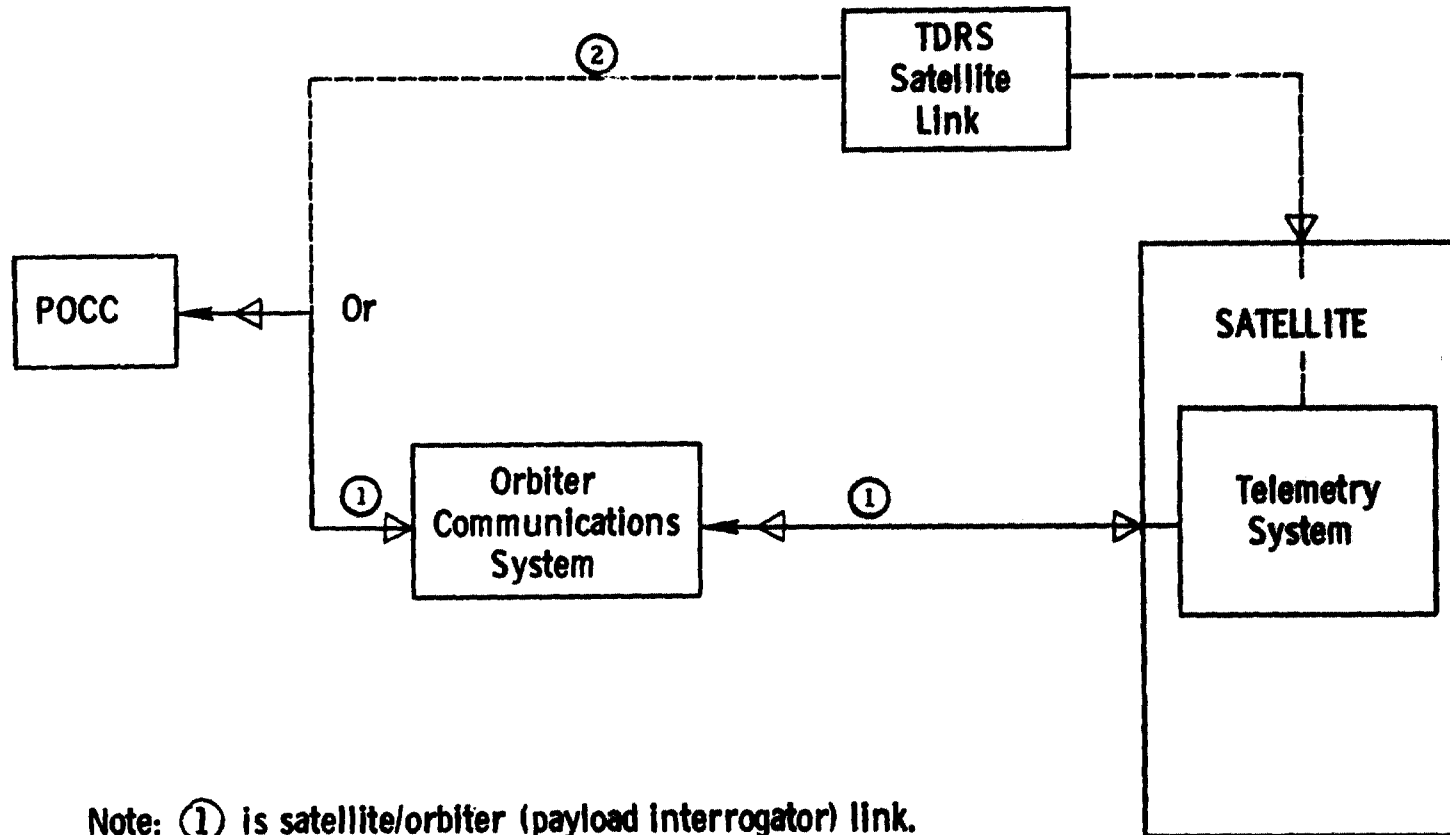 ②
TDRS
Satellite
Link
POCC
Or
SATELLITE
①
Orbiter
Communications
System
①
Telemetry
System
Note: ① is satellite/orbiter (payload interrogator) link.